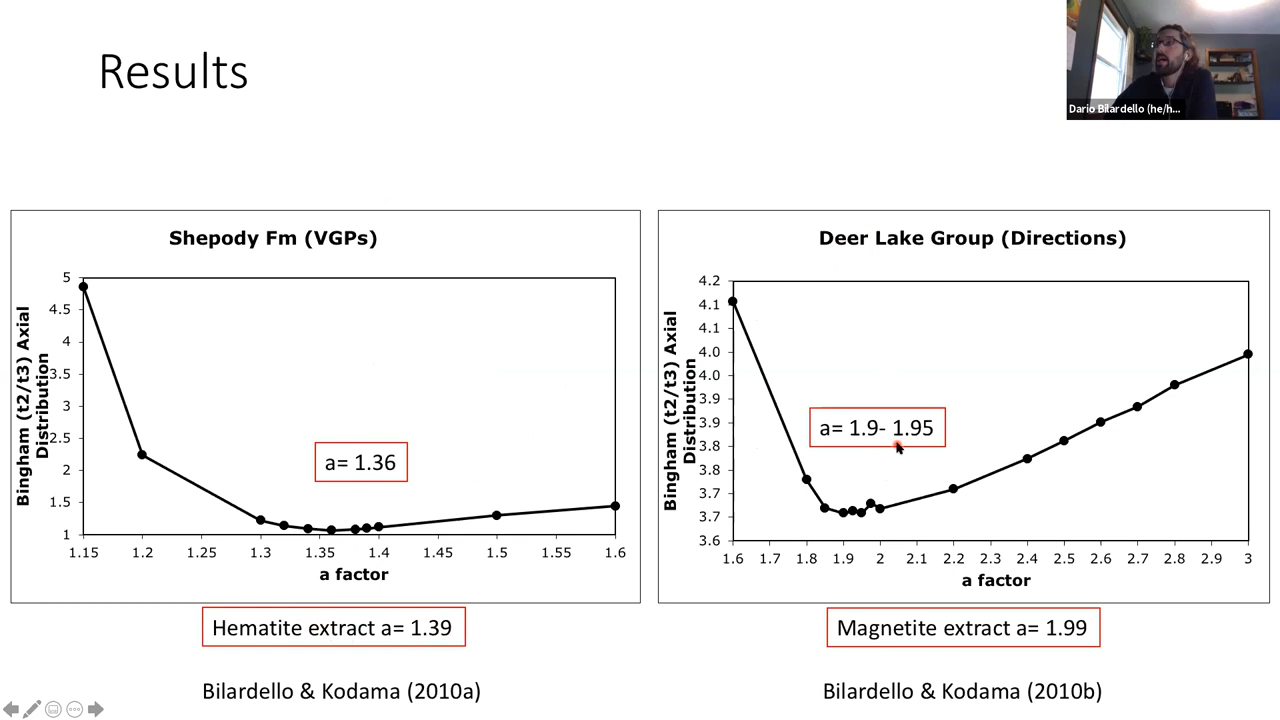 Results
Dario Bilardello (he/h...
Shepody Fm (VGPs)
Bingham (t2/t3) Axial
Distribution
5
4.5
4
3.5
3
2.5
2
1.5
1
a= 1.36
1.15 1.2 1.25 1.3 1.35 1.4 1.45 1.5 1.55 1.6
a factor
Hematite extract a= 1.39
Bilardello & Kodama (2010a)
Deer Lake Group (Directions)
Bingham (t2/t3) Axial
Distribution
4.2
4.1
4.1
4.0
4.0
3.9
3.9
3.8
3.8
3.7
3.7
3.6
a= 1.9- 1.95
1.6 1.7 1.8 1.9 2 2.1 2.2 2.3 2.4 2.5 2.6 2.7 2.8 2.9 3
a factor
Magnetite extract a= 1.99
Bilardello & Kodama (2010b)